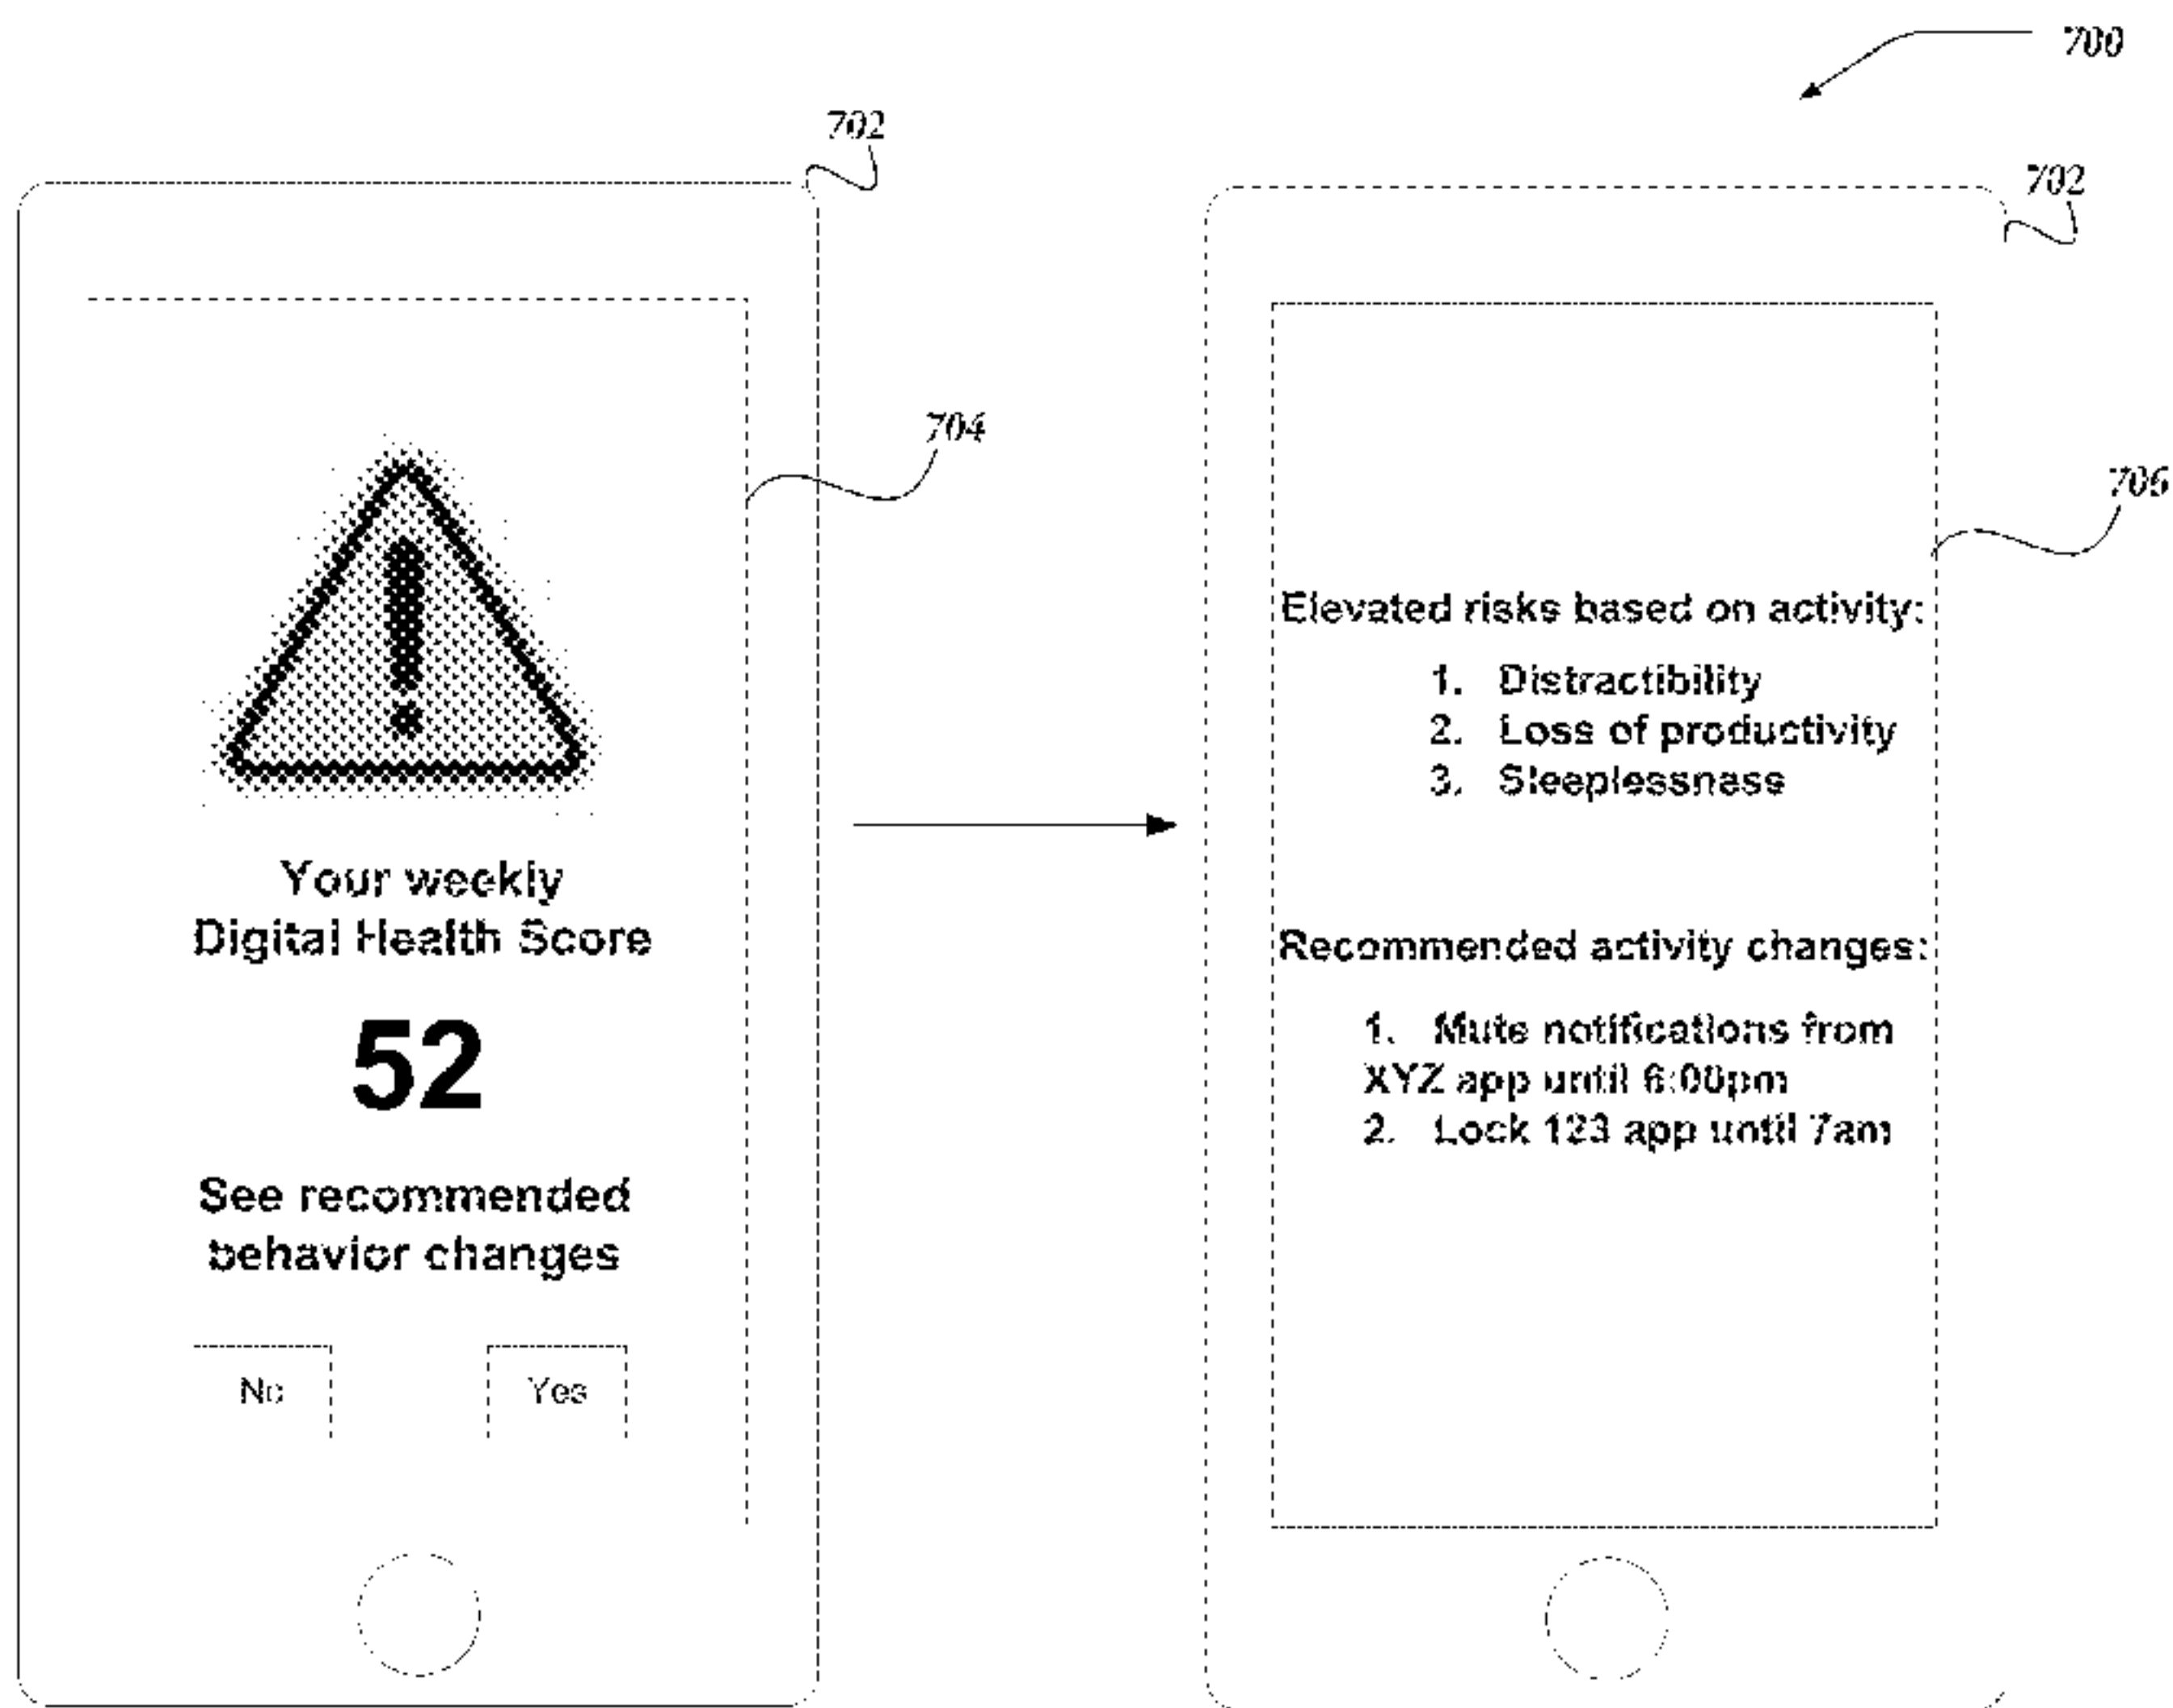 700
702
702
704
706
Your weekly
Digital Health Score
52
See recommended
behavior changes
No
Yes
Elevated risks based on activity:
1. Distractibility
2. Loss of productivity
3. Sleeplessness
Recommended activity changes:
1. Mute notifications from
XYZ app until 6:00pm
2. Lock 123 app until 7am